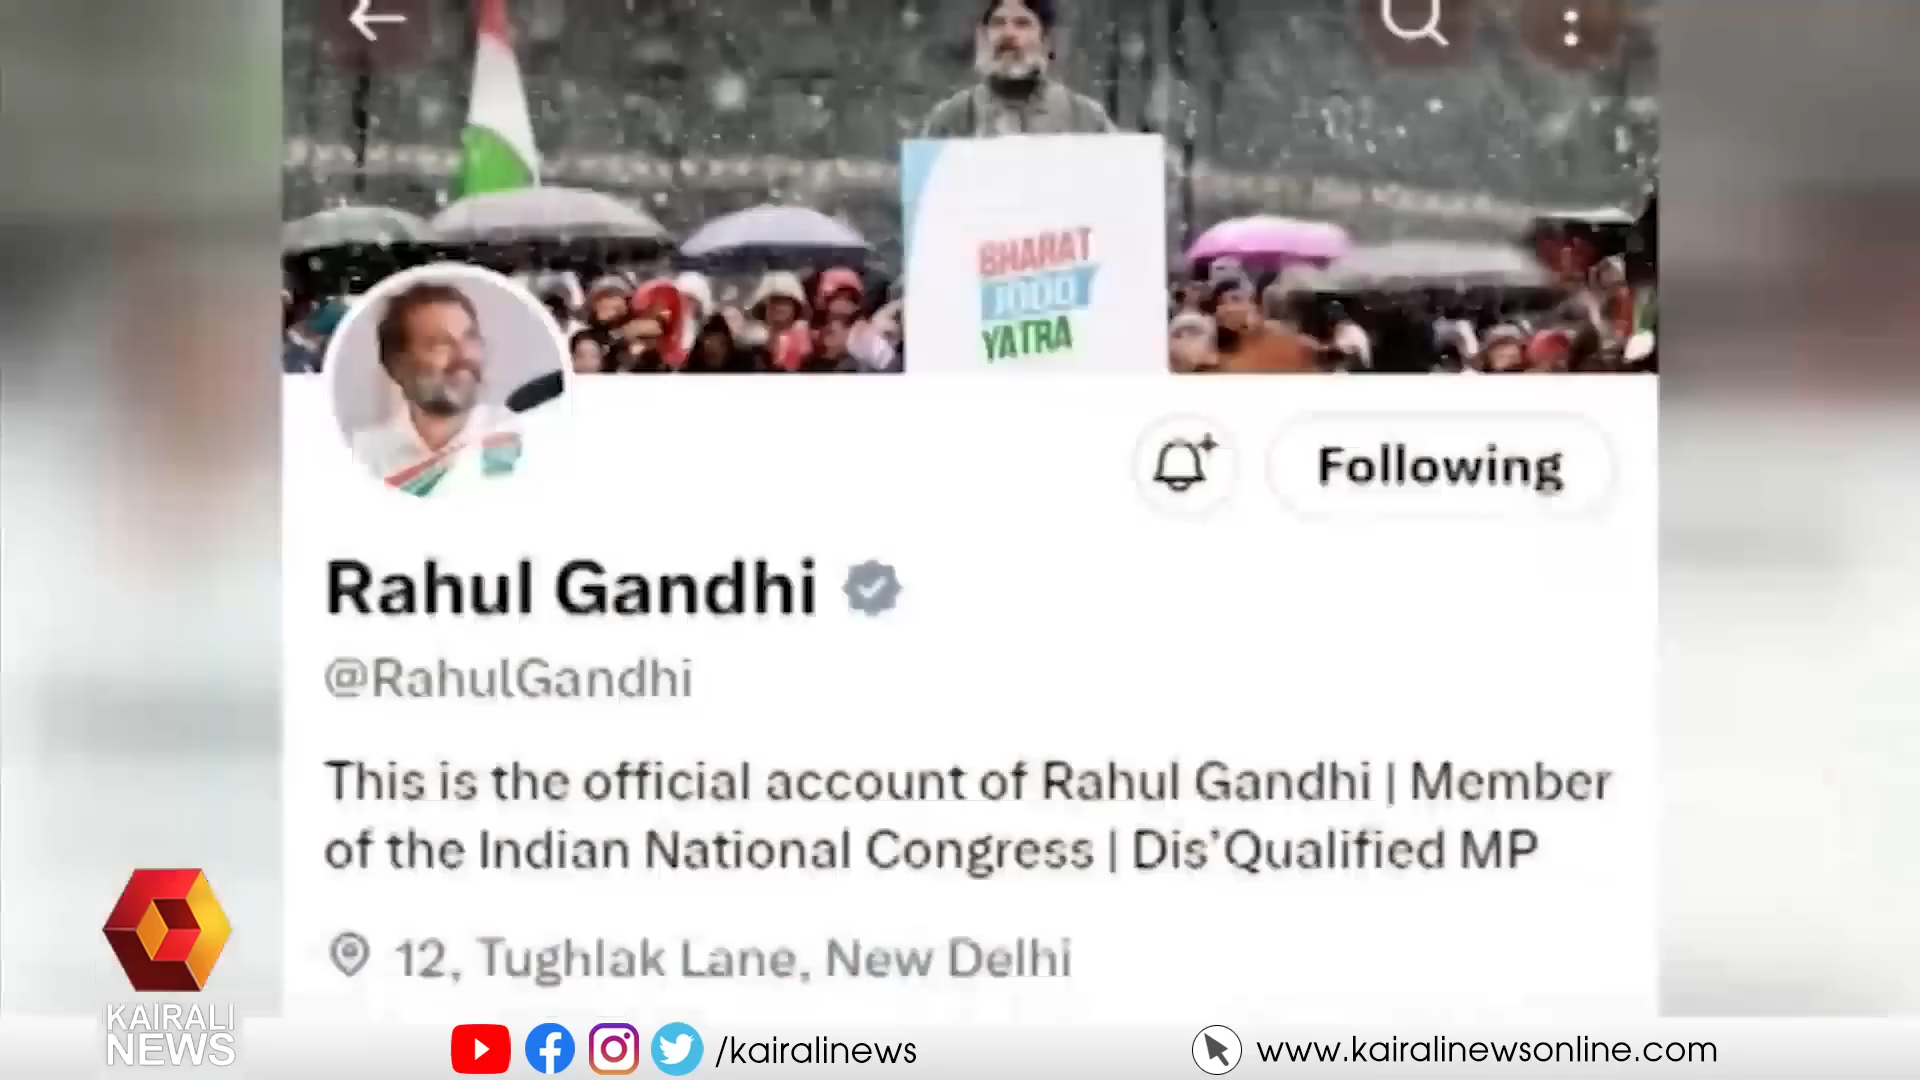 BHARAT
JODO
YATRA
Following
Rahul Gandhi
@RahulGandhi
This is the official account of Rahul Gandhi | Member
of the Indian National Congress | Dis'Qualified MP
12, Tughlak Lane, New Delhi
KAIRALI
NEWS
/kairalinews
www.kairalinewsonline.com